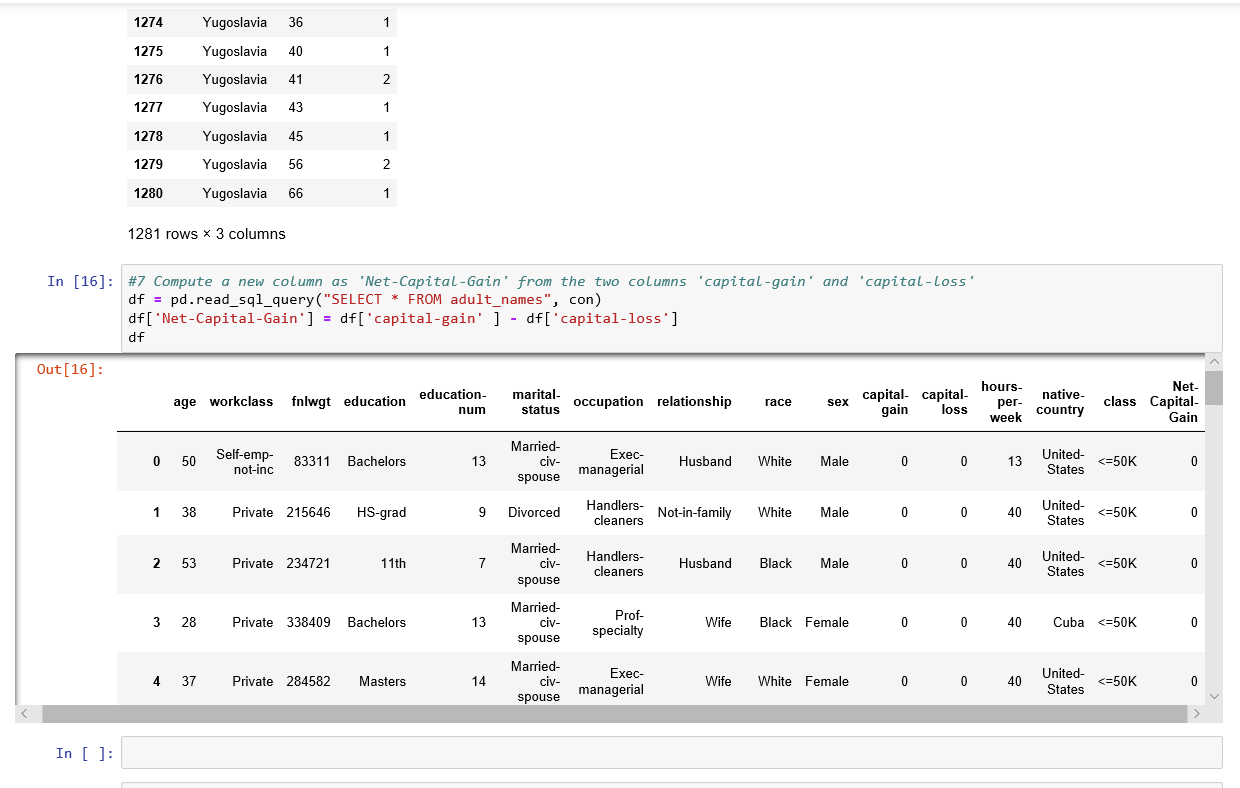 1274 Yugoslavia 36 1
1275 Yugoslavia 40 1
1276 Yugoslavia 41 2
1277 Yugoslavia 43 1
1278 Yugoslavia 45 1
1279 Yugoslavia 56 2
1280 Yugoslavia 66 1
1281 rows × 3 columns
In [16]: #7 Compute a new column as 'Net-Capital-Gain' from the two columns 'capital-gain' and 'capital-loss'
df = pd.read_sql_query("SELECT * FROM adult_names", con)
df['Net-Capital-Gain'] = df['capital-gain' ] - df['capital-loss']
df
Out[16]:
age workclass fnlwgt education education-num marital-status occupation relationship race sex capital-gain capital-loss hours-per-week native-country class Net-Capital-Gain
0 50 Self-emp-not-inc 83311 Bachelors 13 Married-civ-spouse Exec-managerial Husband White Male 0 0 13 United-States <=50K 0
1 38 Private 215646 HS-grad 9 Divorced Handlers-cleaners Not-in-family White Male 0 0 40 United-States <=50K 0
2 53 Private 234721 11th 7 Married-civ-spouse Handlers-cleaners Husband Black Male 0 0 40 United-States <=50K 0
3 28 Private 338409 Bachelors 13 Married-civ-spouse Prof-specialty Wife Black Female 0 0 40 Cuba <=50K 0
4 37 Private 284582 Masters 14 Married-civ-spouse Exec-managerial Wife White Female 0 0 40 United-States <=50K 0
In [ ]: